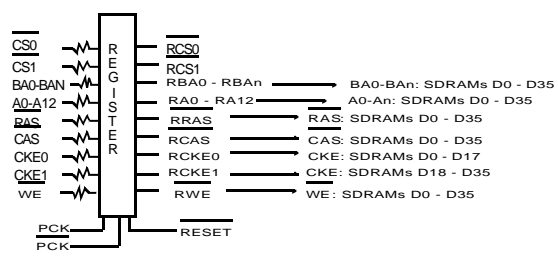 CS0 REGISTER RCS0
CS1 RCS1
BA0-BAN RBA0 - RBAn BA0-BAn: SDRAMs D0 - D35
A0-A12 RA0 - RA12 A0-An: SDRAMs D0 - D35
RAS RRAS RAS: SDRAMs D0 - D35
CAS RCAS CAS: SDRAMs D0 - D35
CKE0 RCKE0 CKE: SDRAMs D0 - D17
CKE1 RCKE1 CKE: SDRAMs D18 - D35
WE RWE WE: SDRAMs D0 - D35
PCK RESET
PCK